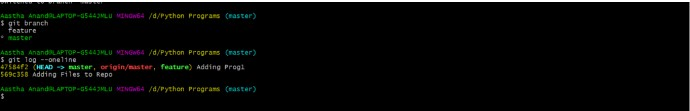 Switched to branch 'master'
Aastha Anand@LAPTOP-G544JMLU MINGW64 /d/Python Programs (master)
$ git branch
  feature
* master
Aastha Anand@LAPTOP-G544JMLU MINGW64 /d/Python Programs (master)
$ git log --oneline
47584f2 (HEAD -> master, origin/master, feature) Adding Prog1
569c358 Adding Files to Repo
Aastha Anand@LAPTOP-G544JMLU MINGW64 /d/Python Programs (master)
$